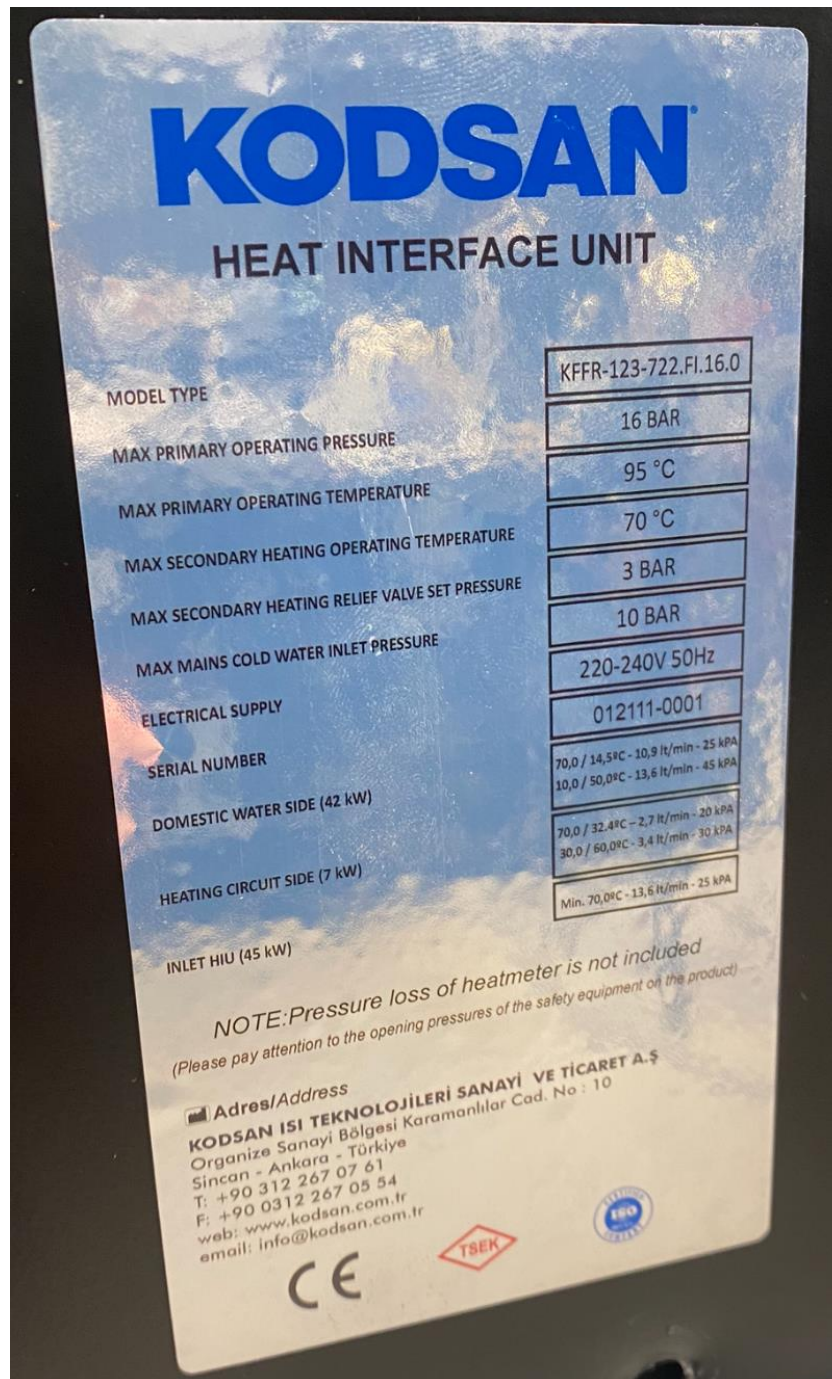 KODSAN
HEAT INTERFACE UNIT
MODEL TYPE KFFR-123-722.FI.16.0
MAX PRIMARY OPERATING PRESSURE 16 BAR
MAX PRIMARY OPERATING TEMPERATURE 95 °C
MAX SECONDARY HEATING OPERATING TEMPERATURE 70 °C
MAX SECONDARY HEATING RELIEF VALVE SET PRESSURE 3 BAR
MAX MAINS COLD WATER INLET PRESSURE 10 BAR
ELECTRICAL SUPPLY 220-240V 50Hz
SERIAL NUMBER 012111-0001
DOMESTIC WATER SIDE (42 kW) 70,0 / 14,5ºC - 10,9 lt/min - 25 kPA
10,0 / 50,0ºC - 13,6 lt/min - 45 kPA
HEATING CIRCUIT SIDE (7 kW) 70,0 / 32.4ºC – 2,7 lt/min - 20 kPA
30,0 / 60,0ºC - 3,4 lt/min - 30 kPA
INLET HIU (45 kW) Min. 70,0ºC - 13,6 lt/min - 25 kPA
NOTE:Pressure loss of heatmeter is not included
(Please pay attention to the opening pressures of the safety equipment on the product)
Adres/Address
KODSAN ISI TEKNOLOJİLERİ SANAYİ VE TİCARET A.Ş
Organize Sanayi Bölgesi Karamanlılar Cad. No : 10
Sincan - Ankara - Türkiye
T: +90 312 267 07 61
F: +90 0312 267 05 54
web: www.kodsan.com.tr
email: info@kodsan.com.tr
CE
TSEK
ISO